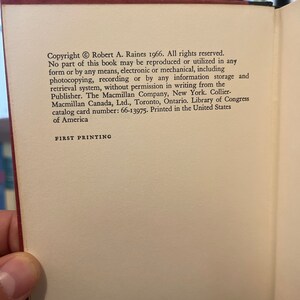 Copyright © Robert A. Raines 1966. All rights reserved.
No part of this book may be reproduced or utilized in any
form or by any means, electronic or mechanical, including
photocopying, recording or by any information storage and
retrieval system, without permission in writing from the
Publisher. The Macmillan Company, New York. Collier-
Macmillan Canada, Ltd., Toronto, Ontario. Library of Congress
catalog card number: 66-13975. Printed in the United States
of America
FIRST PRINTING